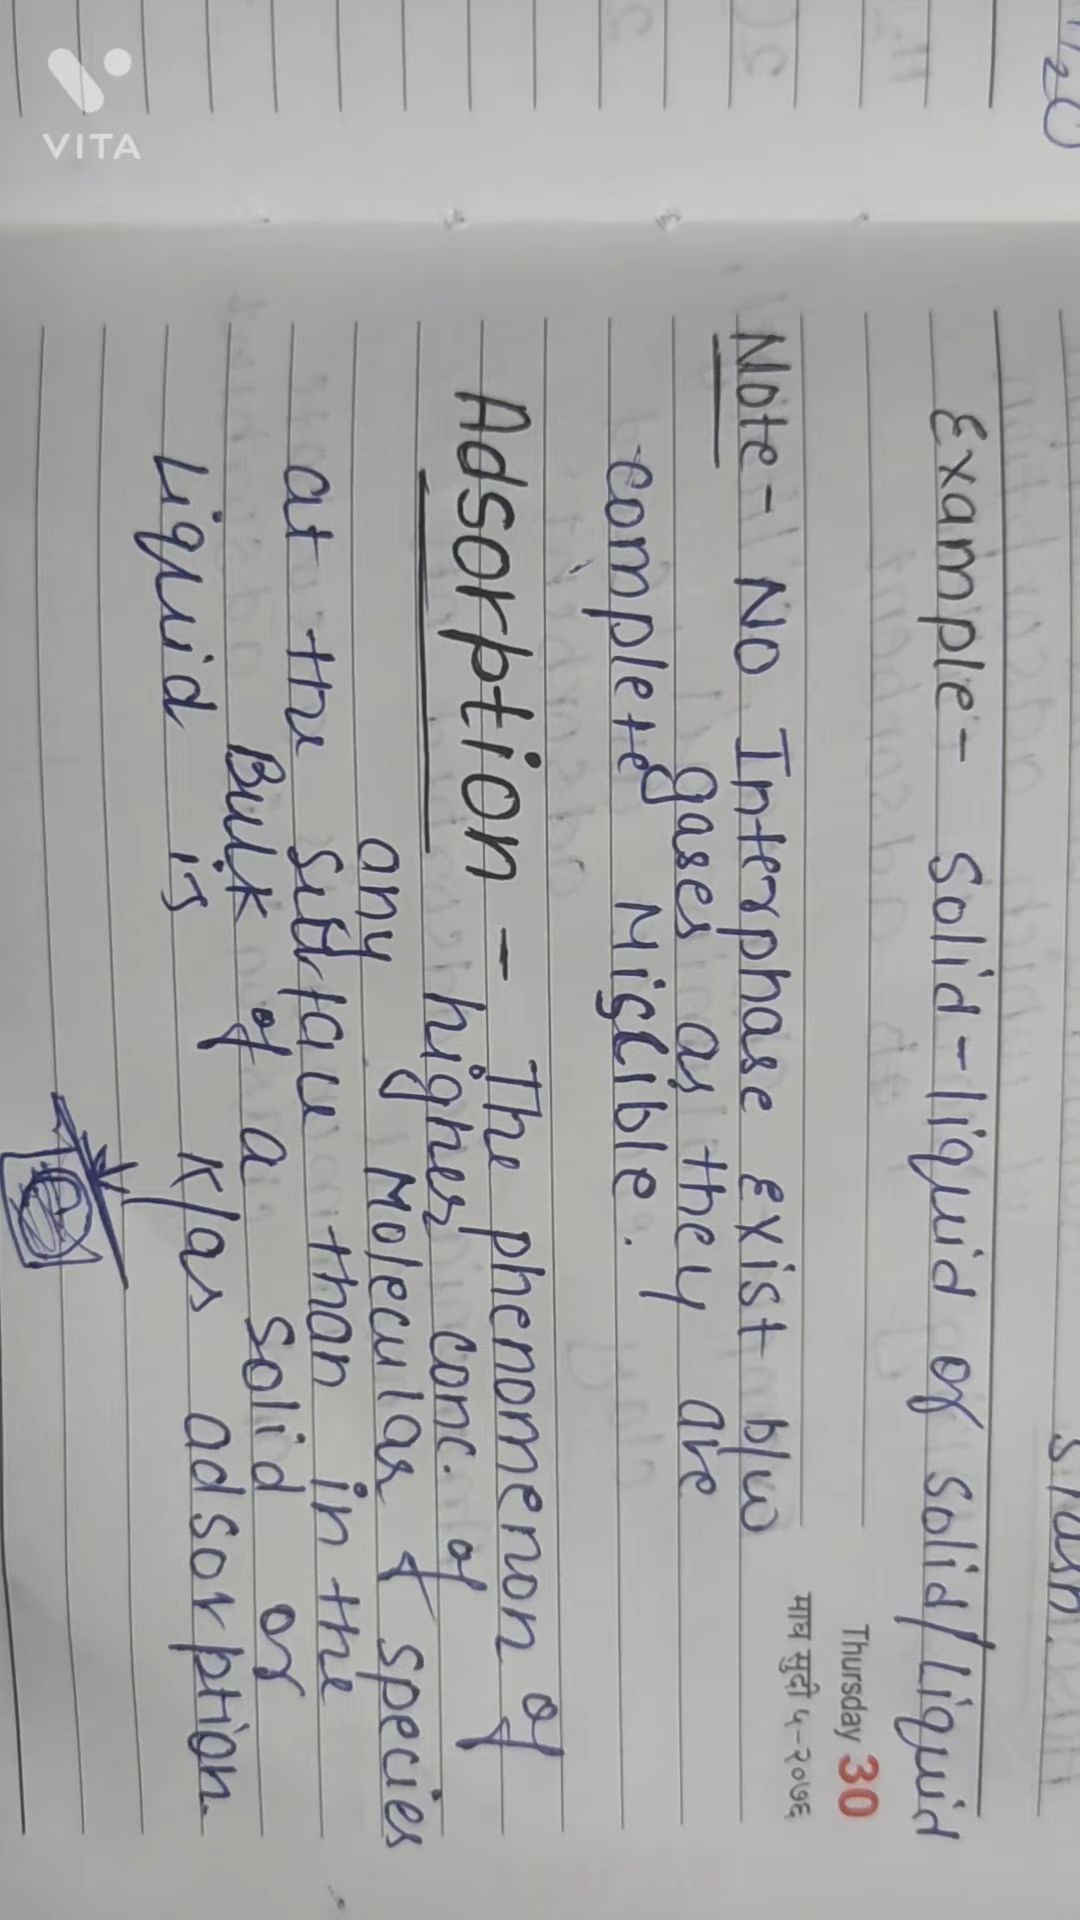 VITA
H2O
Example- Solid-liquid or solid/Liquid
Thursday 30
माघ सुदी ५-२०७६
Note- No Interphase exist b/w
gases as they are
complete Miscible.
Adsorption - The phenomenon of
higher conc. of
any Molecular & species
at the surface than in the
Bulk of a solid or
Liquid is K/as adsorption.